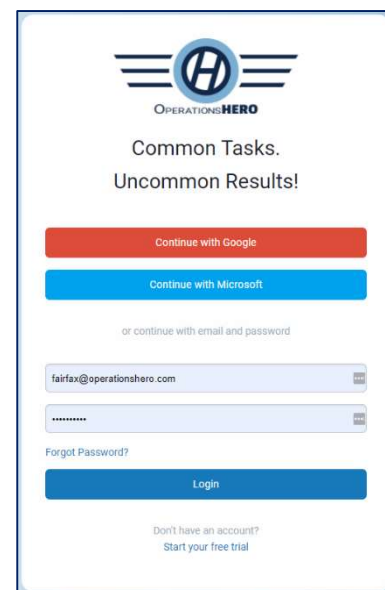 H
OPERATIONSHERO
Common Tasks.
Uncommon Results!
Continue with Google
Continue with Microsoft
or continue with email and password
fairfax@operationshero.com
••••••••••
Forgot Password?
Login
Don't have an account?
Start your free trial